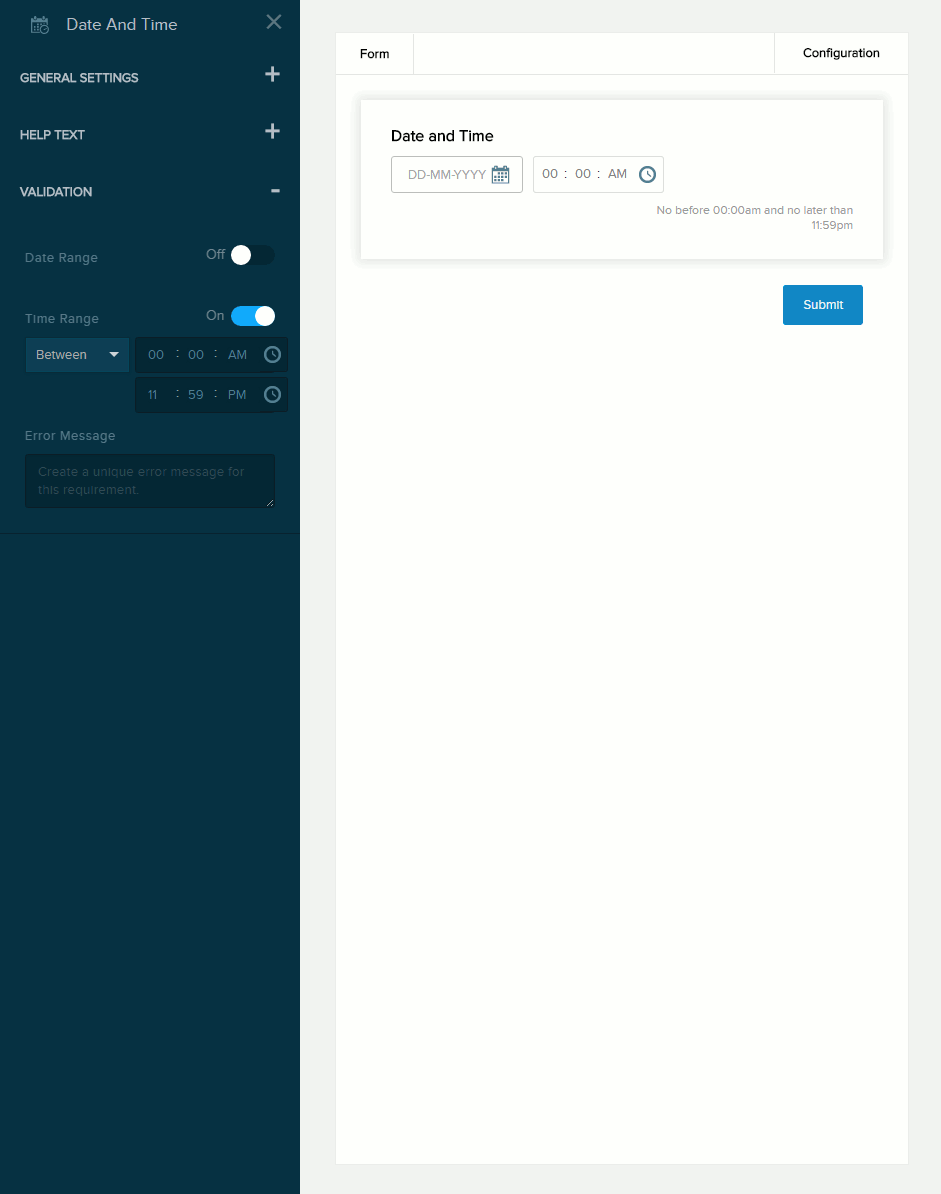 Date And Time
GENERAL SETTINGS
HELP TEXT
VALIDATION
Date Range
Off
Time Range
On
Between
00 : 00 : AM
11 : 59 : PM
Error Message
Create a unique error message for
this requirement.
Form
Configuration
Date and Time
DD-MM-YYYY
00 : 00 : AM
No before 00:00am and no later than
11:59pm
Submit